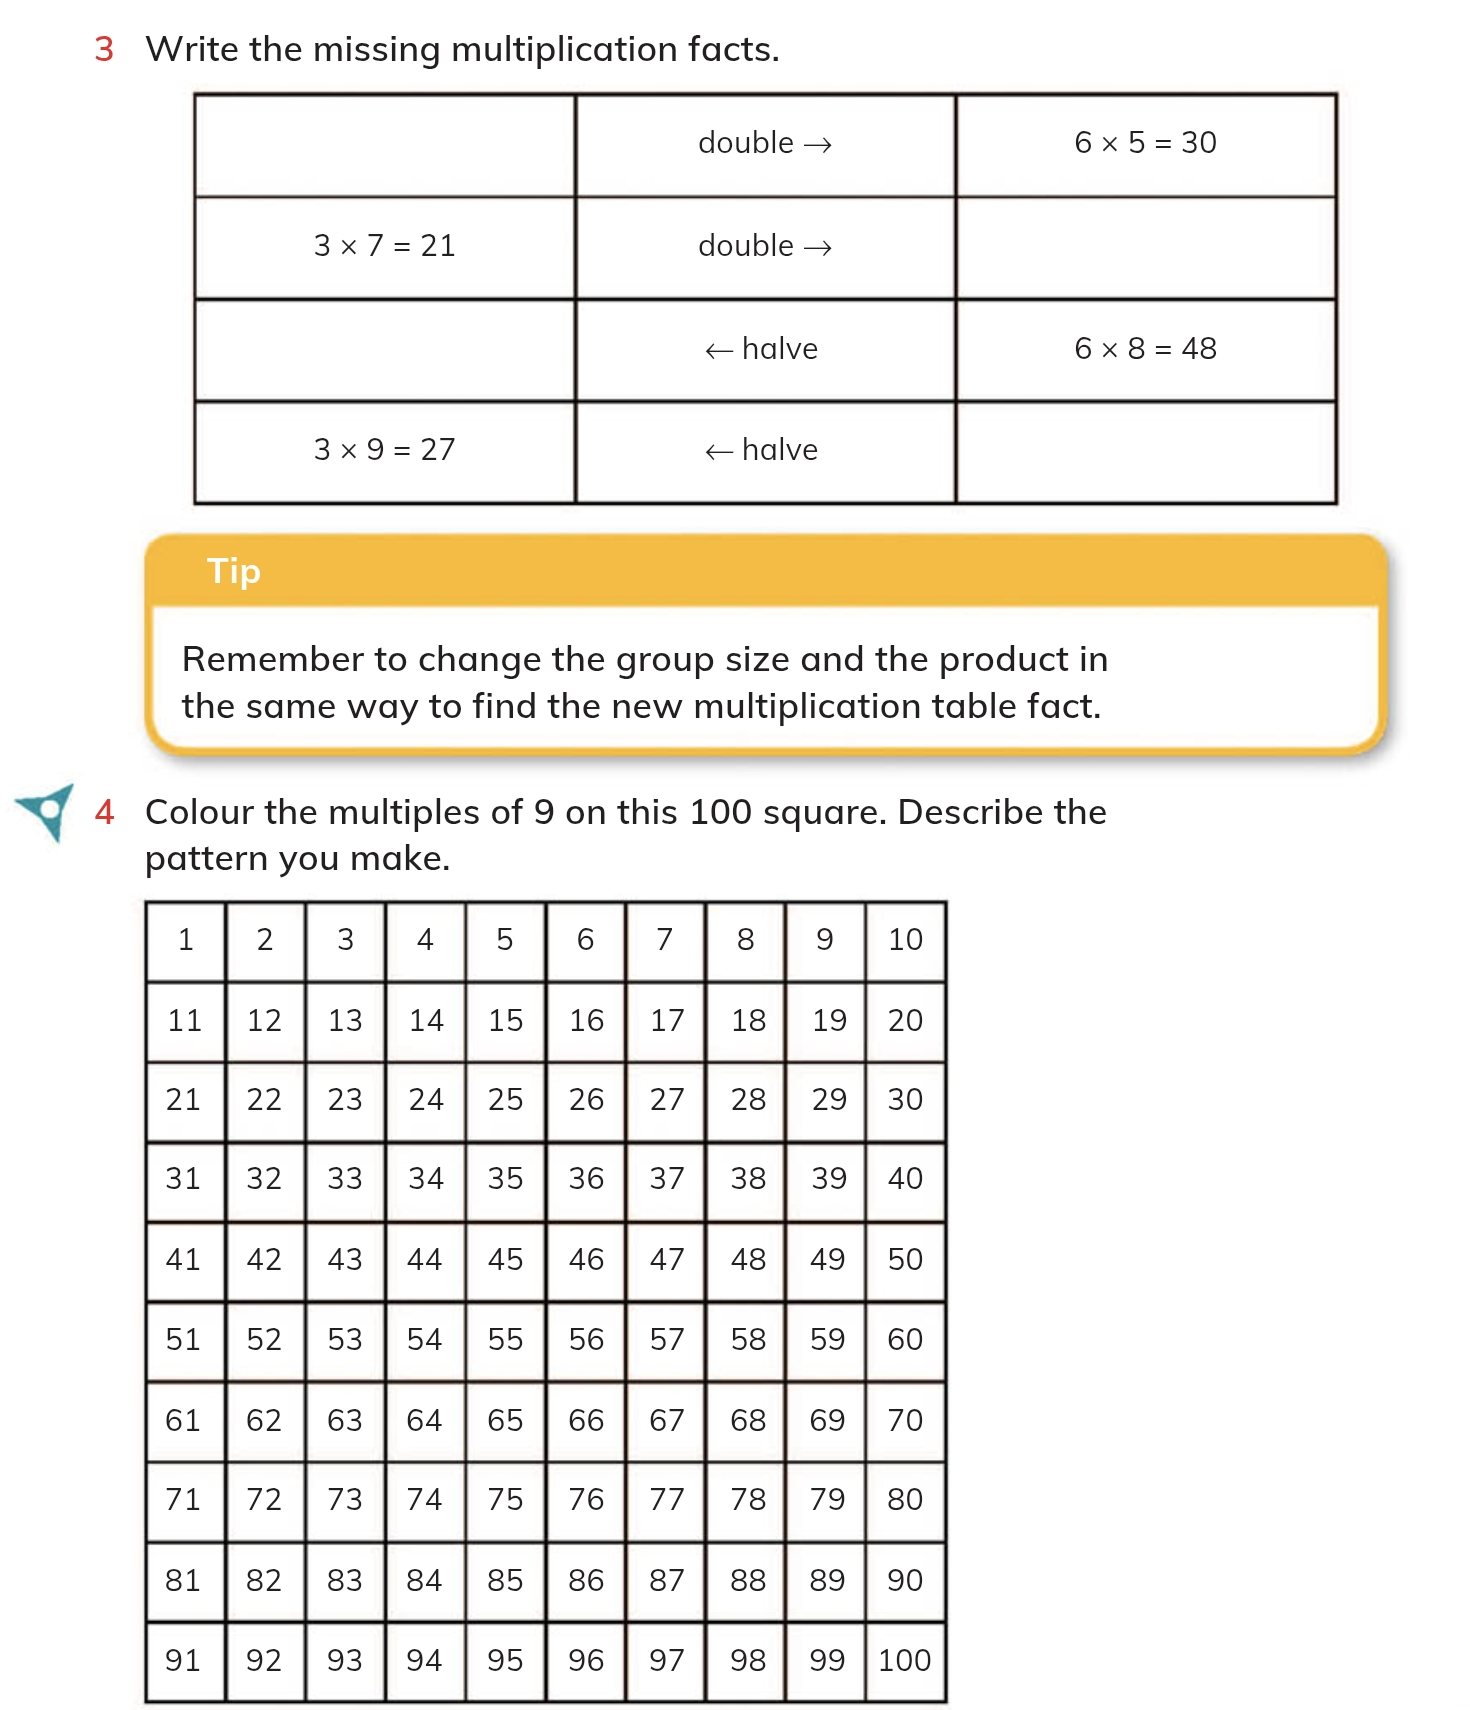 3 Write the missing multiplication facts.
double → 6 × 5 = 30
3 × 7 = 21 double →
← halve 6 × 8 = 48
3 × 9 = 27 ← halve
Tip
Remember to change the group size and the product in
the same way to find the new multiplication table fact.
4 Colour the multiples of 9 on this 100 square. Describe the
pattern you make.
1 2 3 4 5 6 7 8 9 10
11 12 13 14 15 16 17 18 19 20
21 22 23 24 25 26 27 28 29 30
31 32 33 34 35 36 37 38 39 40
41 42 43 44 45 46 47 48 49 50
51 52 53 54 55 56 57 58 59 60
61 62 63 64 65 66 67 68 69 70
71 72 73 74 75 76 77 78 79 80
81 82 83 84 85 86 87 88 89 90
91 92 93 94 95 96 97 98 99 100